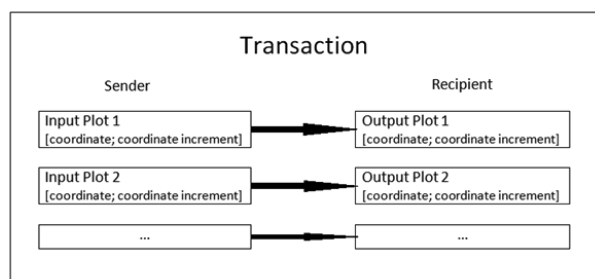 Transaction
Sender
Recipient
Input Plot 1
[coordinate; coordinate increment]
Output Plot 1
[coordinate; coordinate increment]
Input Plot 2
[coordinate; coordinate increment]
Output Plot 2
[coordinate; coordinate increment]
...
...